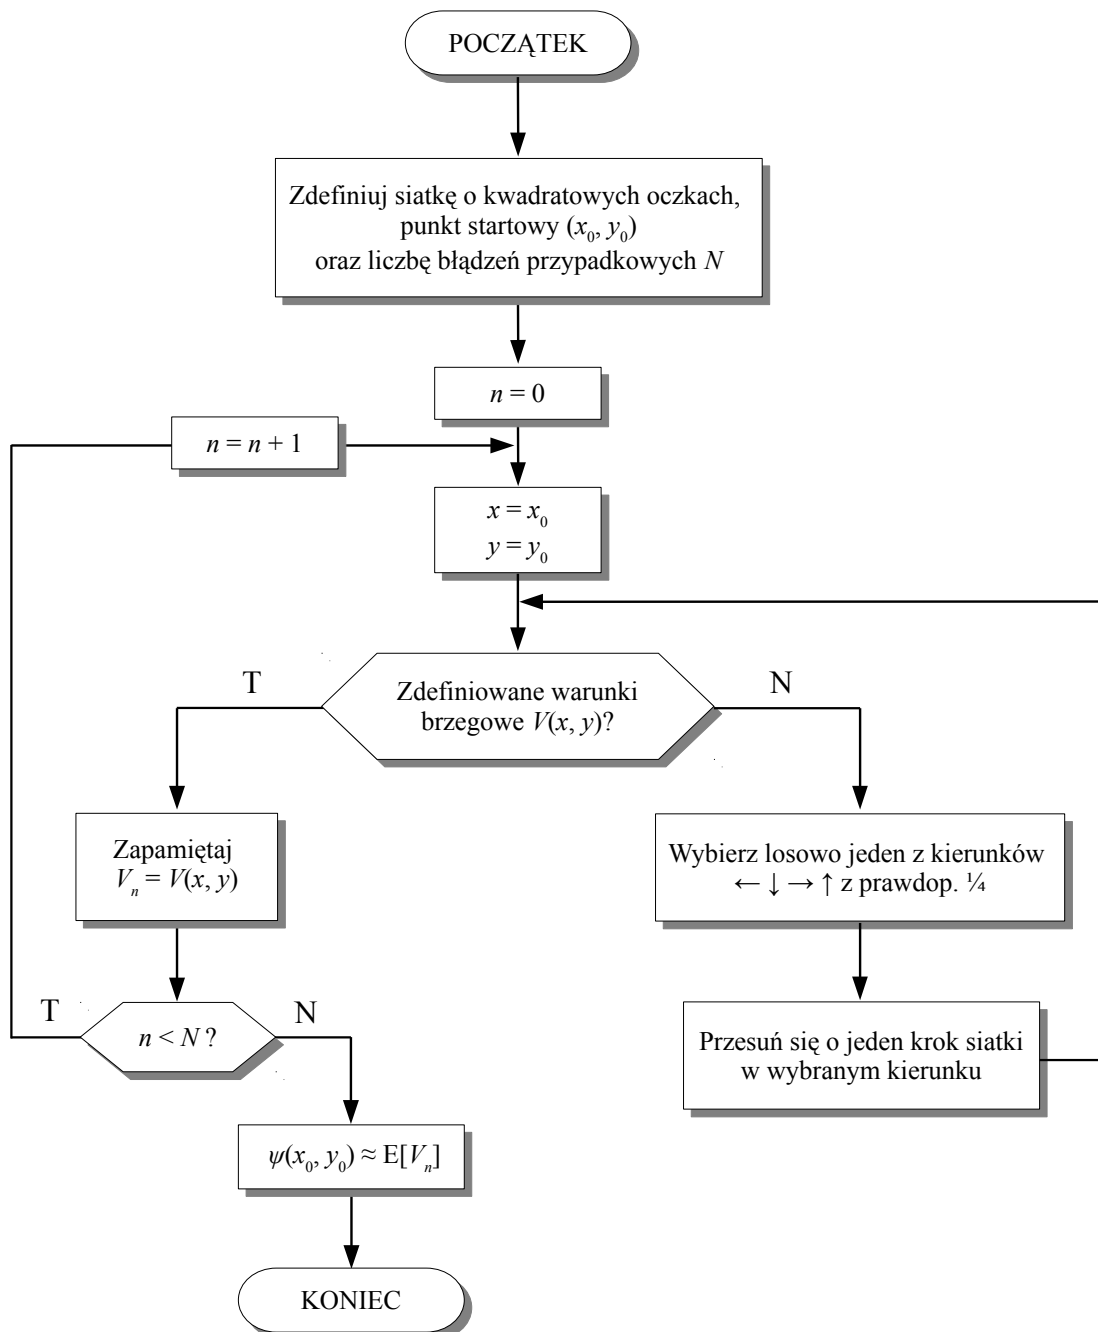 POCZĄTEK
Zdefiniuj siatkę o kwadratowych oczkach,
punkt startowy (x₀, y₀)
oraz liczbę błądzeń przypadkowych N
n = 0
n = n + 1
x = x₀
y = y₀
T
Zdefiniowane warunki
brzegowe V(x, y)?
N
Zapamiętaj
Vₙ = V(x, y)
Wybierz losowo jeden z kierunków
← ↓ → ↑ z prawdop. ¼
T
n < N ?
N
Przesuń się o jeden krok siatki
w wybranym kierunku
ψ(x₀, y₀) ≈ E[Vₙ]
KONIEC